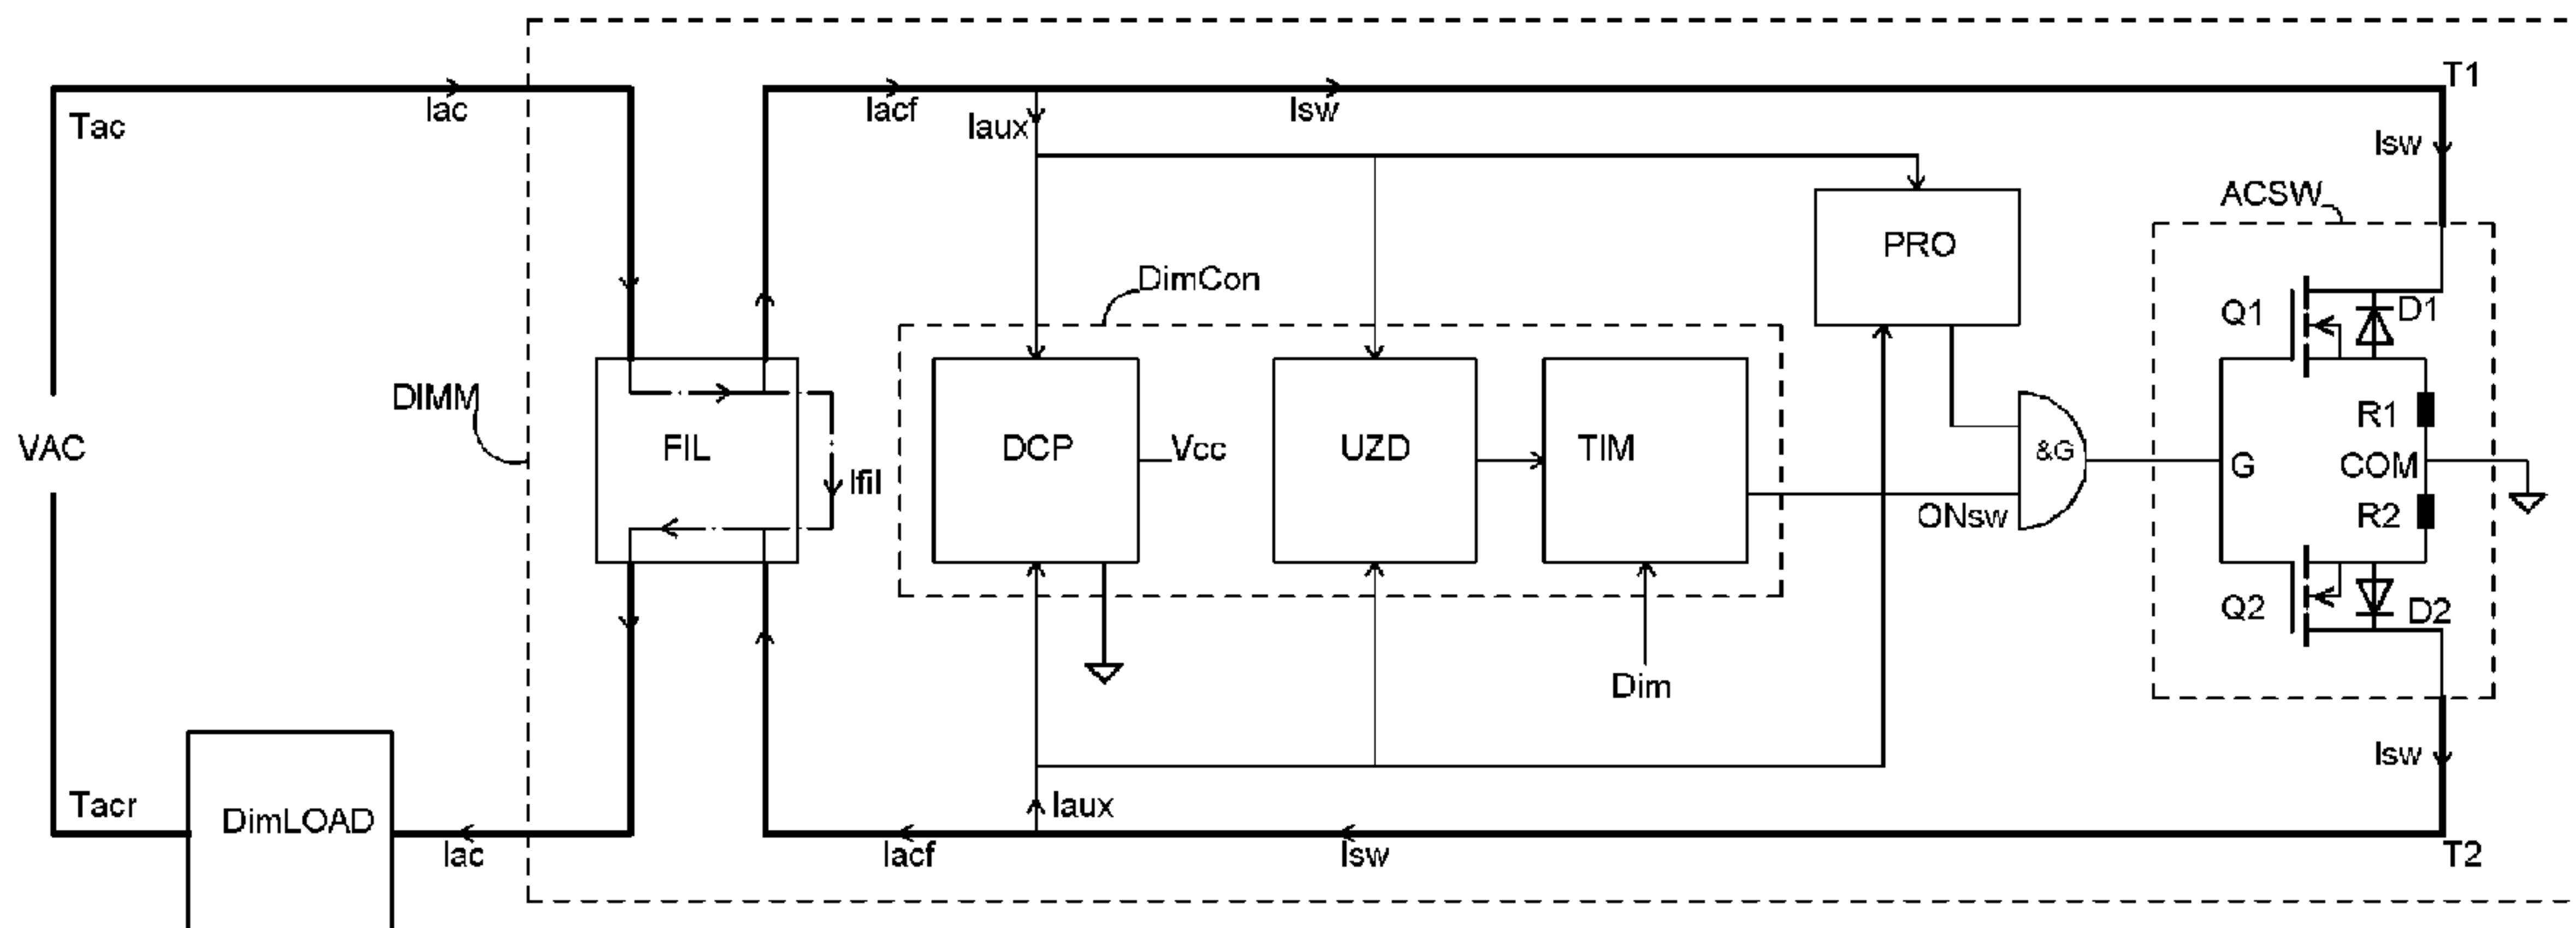 T1
Tac
Iac
Iacf
Iaux
Isw
Isw
ACSW
PRO
DimCon
Q1
D1
DIMM
VAC
FIL
Ifil
DCP
Vcc
UZD
TIM
&G
ONsw
G
R1
COM
R2
Q2
D2
Dim
Isw
Tacr
DimLOAD
Iaux
Iac
Iacf
Isw
T2